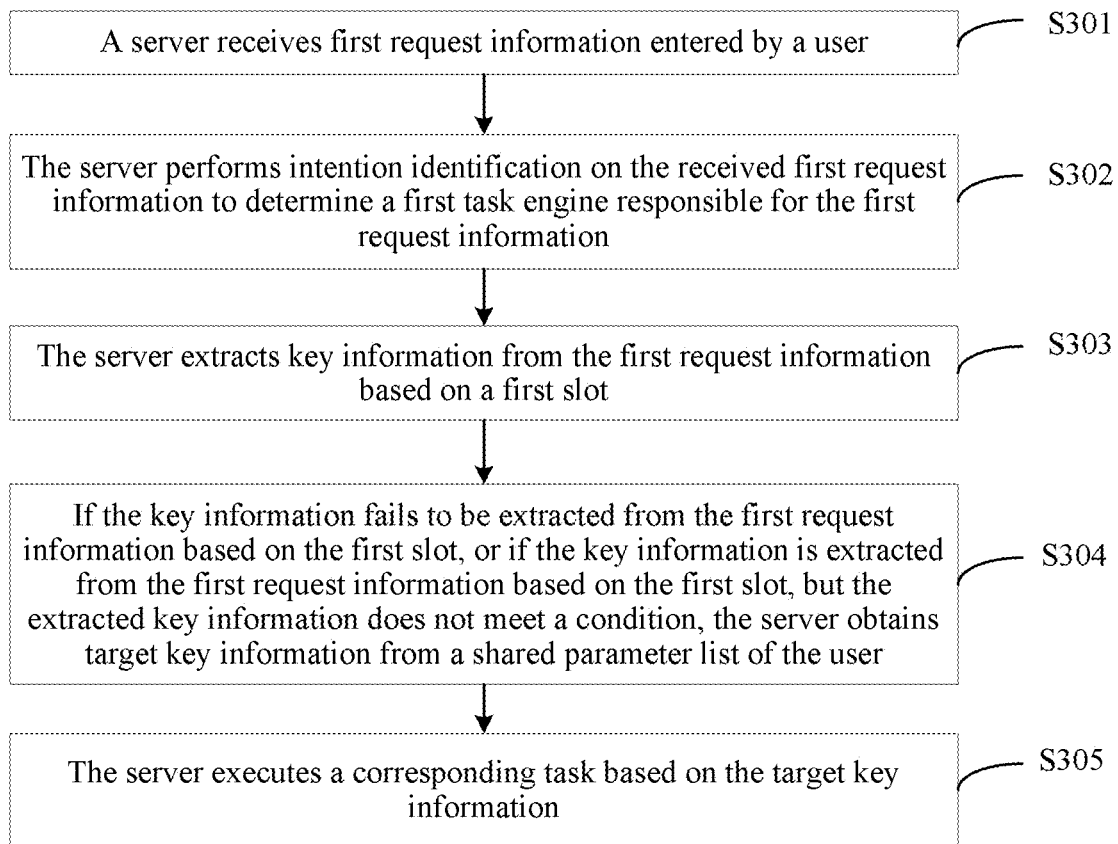 A server receives first request information entered by a user
S301
The server performs intention identification on the received first request
information to determine a first task engine responsible for the first
request information
S302
The server extracts key information from the first request information
based on a first slot
S303
If the key information fails to be extracted from the first request
information based on the first slot, or if the key information is extracted
from the first request information based on the first slot, but the
extracted key information does not meet a condition, the server obtains
target key information from a shared parameter list of the user
S304
The server executes a corresponding task based on the target key
information
S305